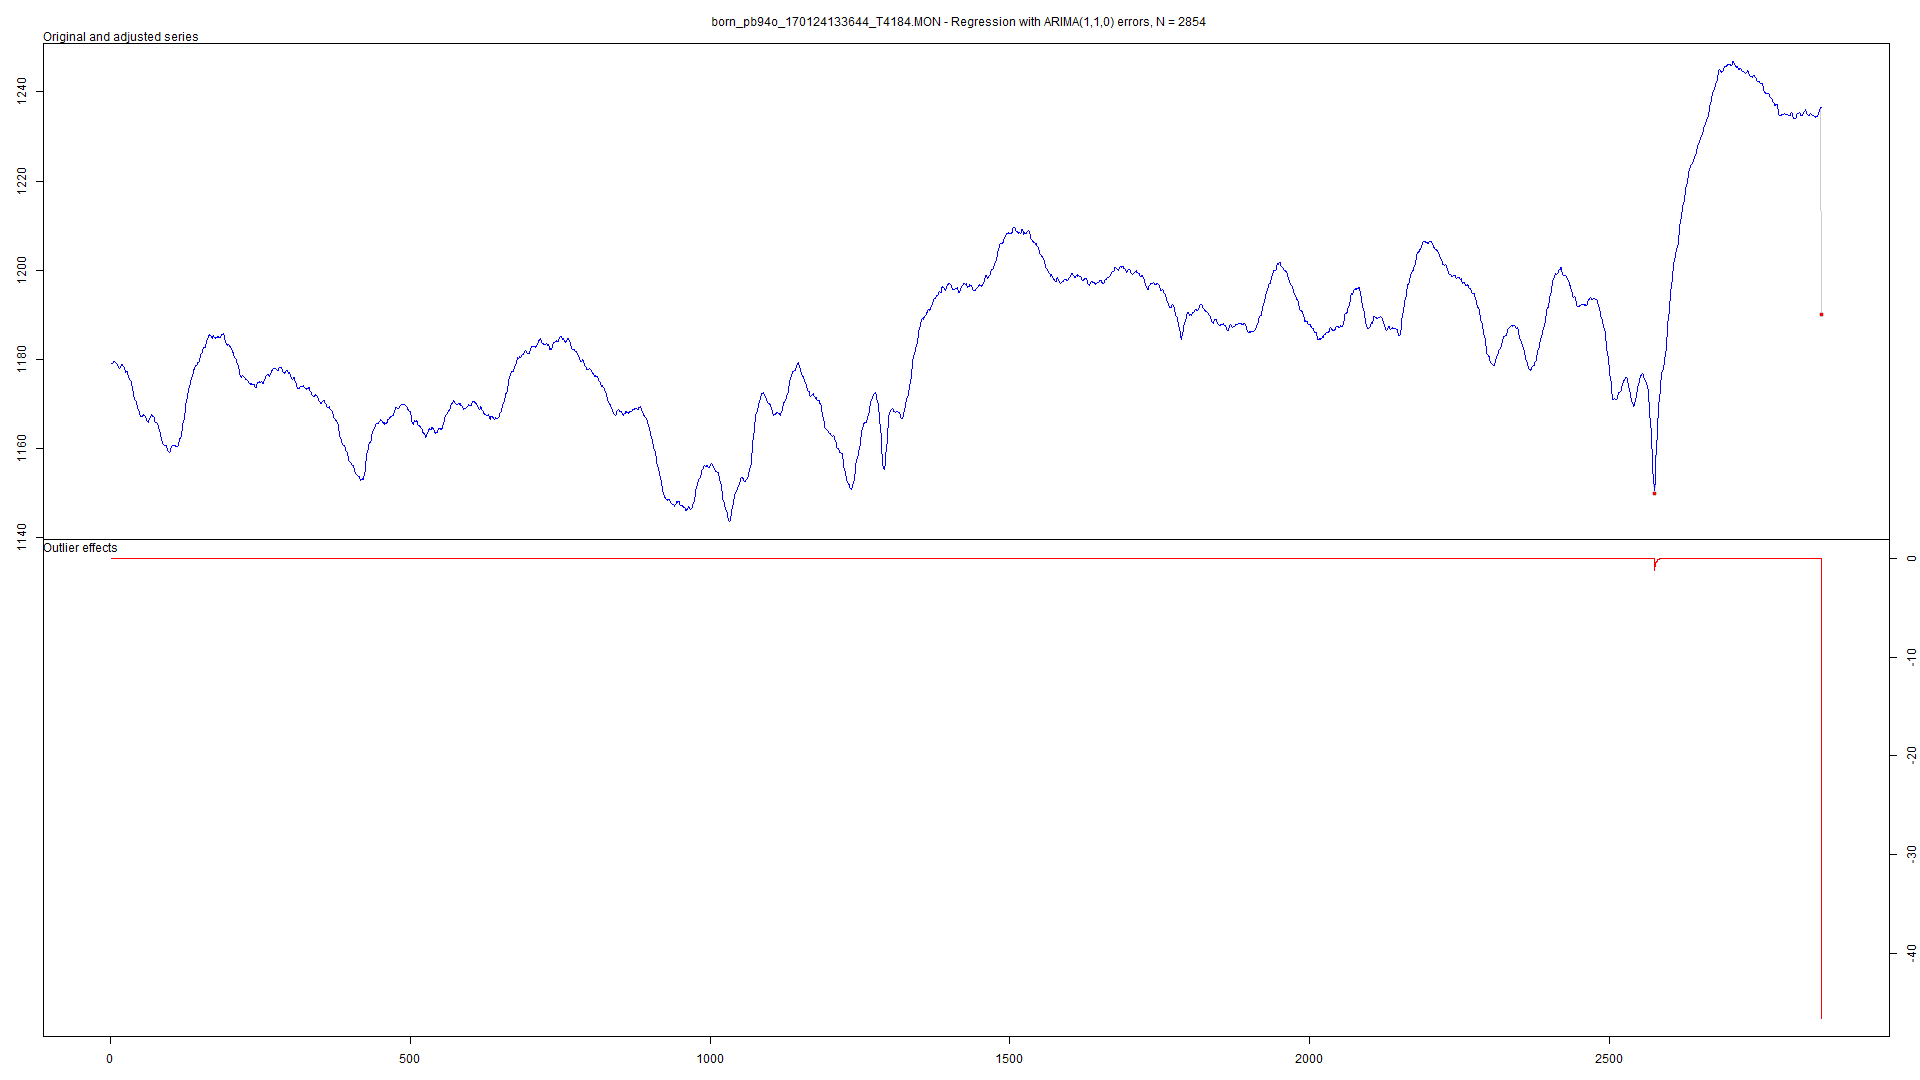 born_pb94o_170124133644_T4184.MON - Regression with ARIMA(1,1,0) errors, N = 2854
Original and adjusted series
1240
1220
1200
1180
1160
1140
Outlier effects
0
-10
-20
-30
-40
0 500 1000 1500 2000 2500